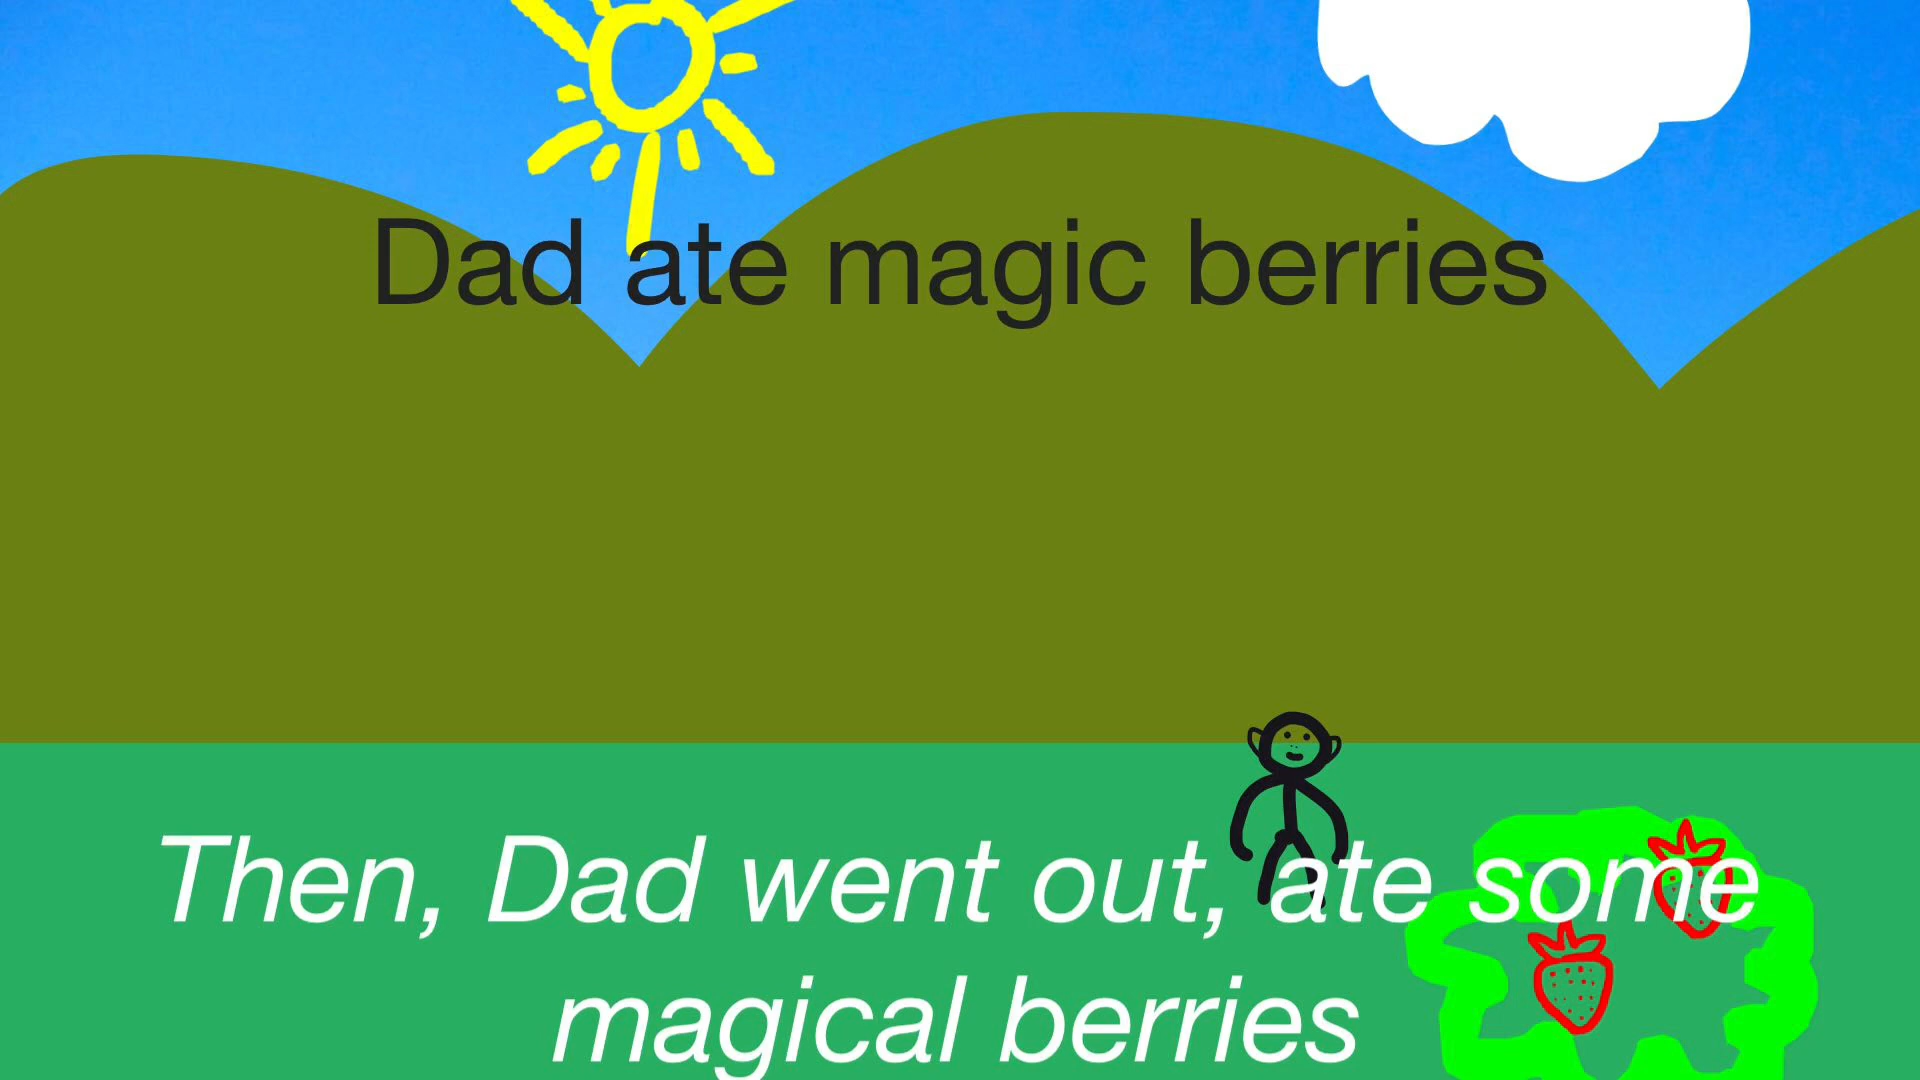 Dad ate magic berries
Then, Dad went out, ate some
magical berries